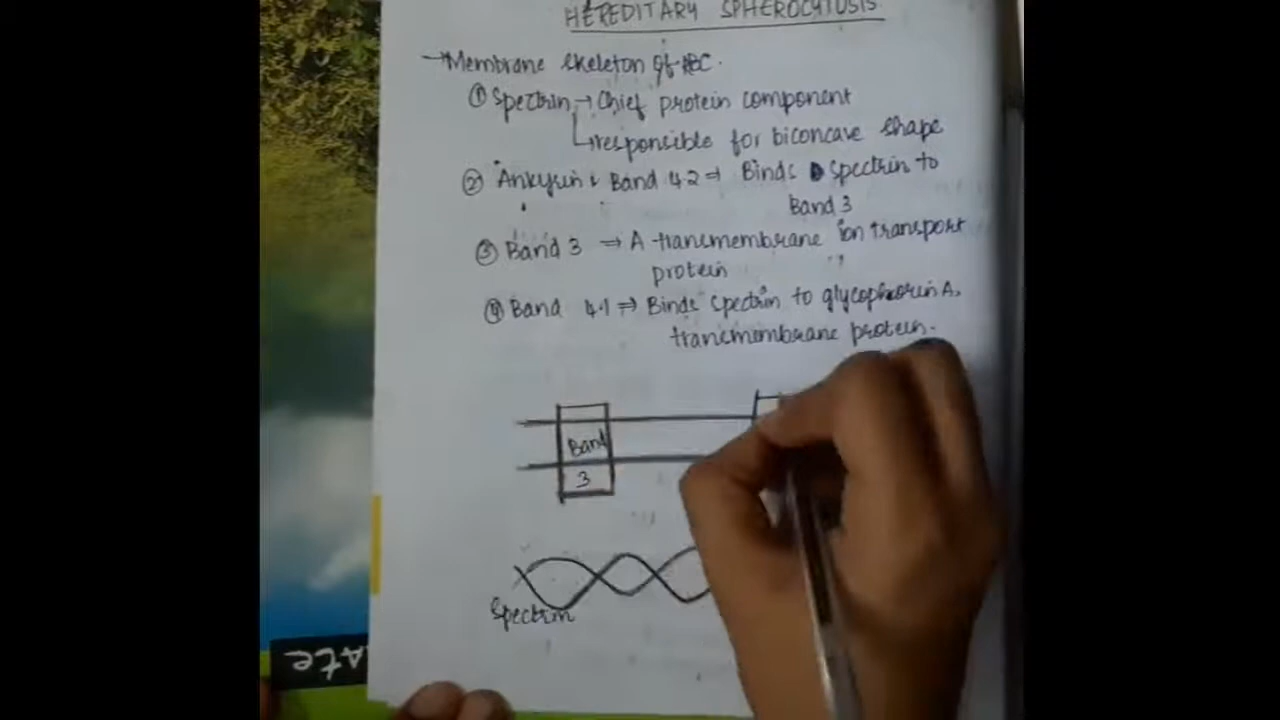 HEREDITARY SPHEROCYTOSIS
→Membrane skeleton of RBC.
① Spectrin → Chief protein component
↳responsible for biconcave shape
② Ankyrin & Band 4.2 ⇒ Binds Spectrin to
Band 3
③ Band 3 ⇒ A transmembrane ion transport
protein
④ Band 4.1 ⇒ Binds spectrin to glycophorin A,
transmembrane protein.
Band
3
Spectrin
ate